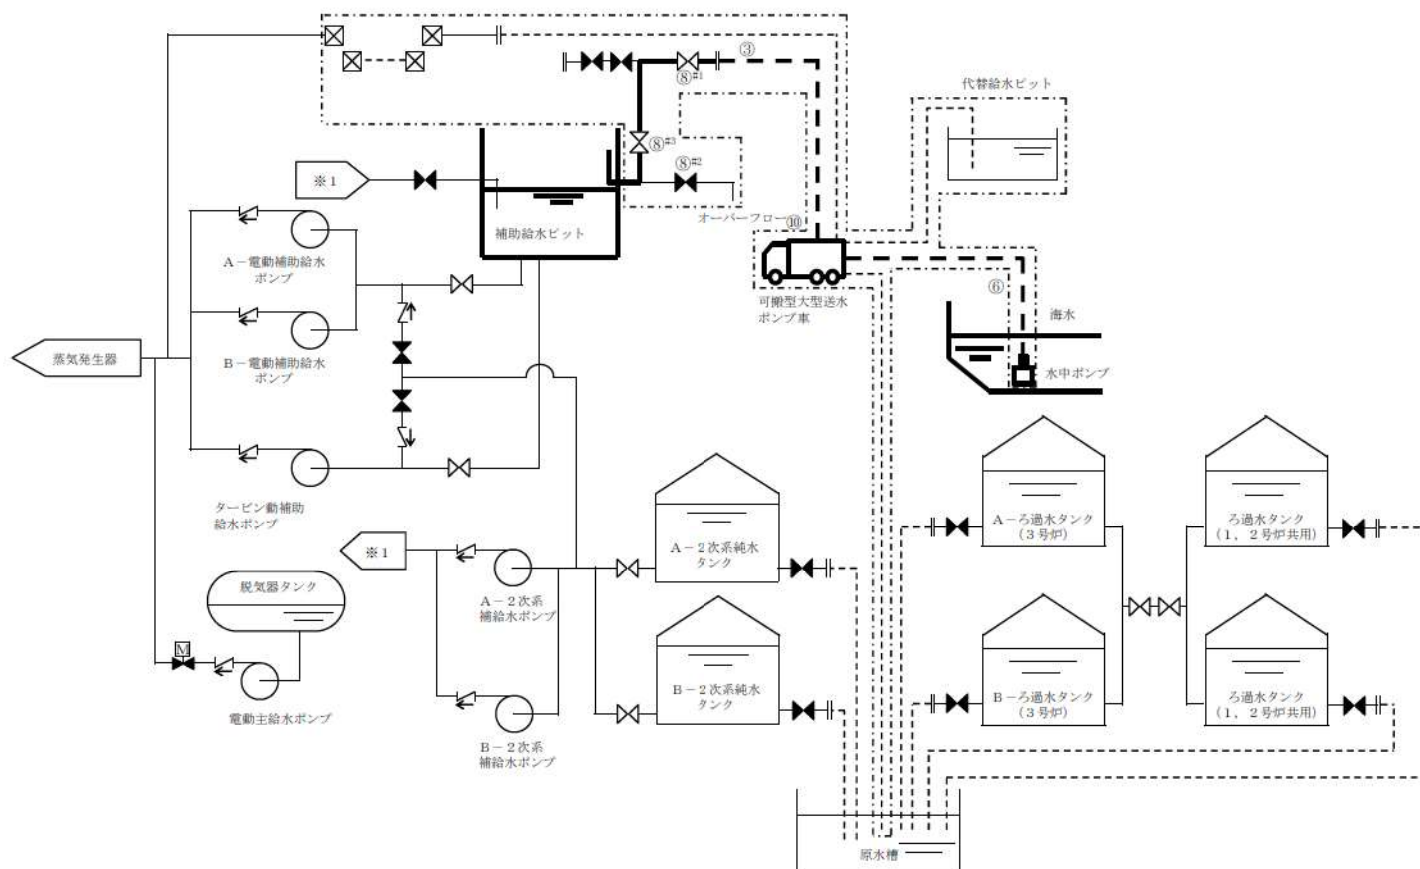 ③
⑧#1
代替給水ピット
⑧#3
⑧#2
※1
オーバーフロー
⑩
補助給水ピット
A－電動補助給水
ポンプ
可搬型大型送水
ポンプ車
⑥
海水
蒸気発生器
B－電動補助給水
ポンプ
水中ポンプ
タービン動補助
給水ポンプ
A－ろ過水タンク
(3号炉)
ろ過水タンク
(1，2号炉共用)
※1
A－2次系純水
タンク
脱気器タンク
A－2次系
補給水ポンプ
M
B－2次系純水
タンク
B－ろ過水タンク
(3号炉)
ろ過水タンク
(1，2号炉共用)
電動主給水ポンプ
B－2次系
補給水ポンプ
原水槽